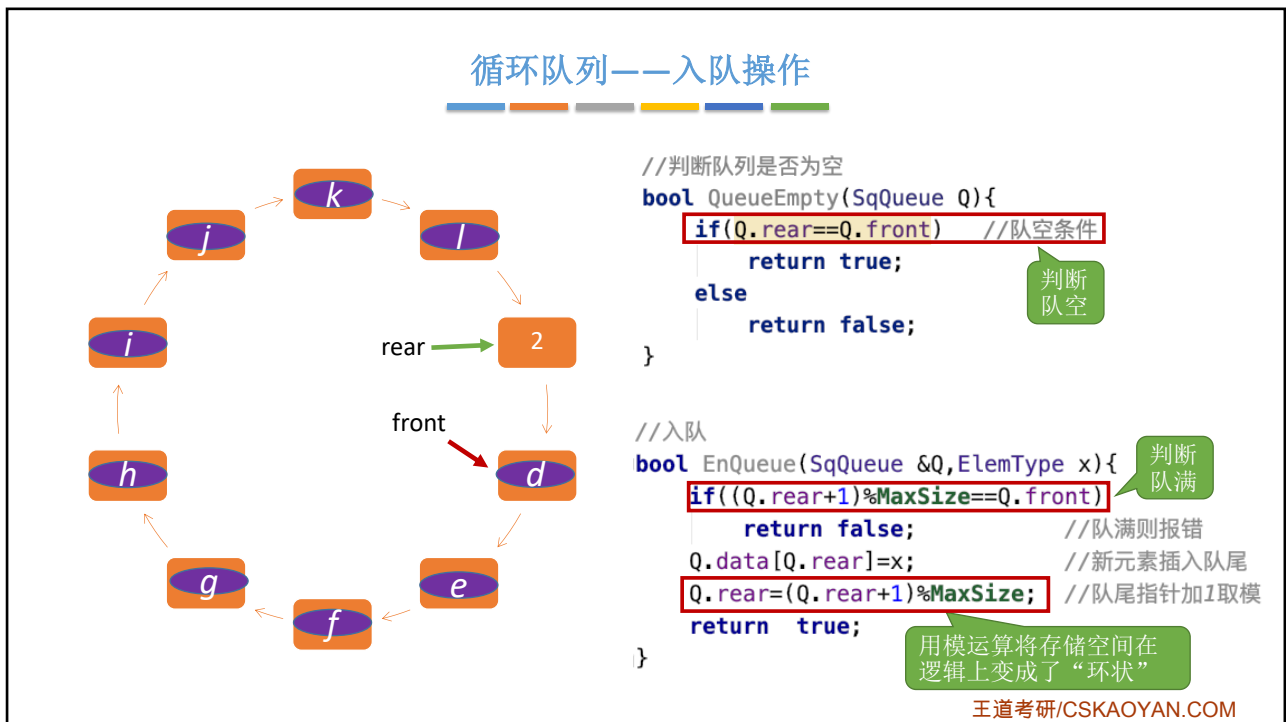 循环队列——入队操作
k
j
l
i
2
rear
front
h
d
g
e
f
//判断队列是否为空
bool QueueEmpty(SqQueue Q){
if(Q.rear==Q.front) //队空条件
return true;
else
return false;
}
判断
队空
//入队
bool EnQueue(SqQueue &Q,ElemType x){
if((Q.rear+1)%MaxSize==Q.front)
return false; //队满则报错
Q.data[Q.rear]=x; //新元素插入队尾
Q.rear=(Q.rear+1)%MaxSize; //队尾指针加1取模
return true;
}
判断
队满
用模运算将存储空间在
逻辑上变成了“环状”
王道考研/CSKAOYAN.COM